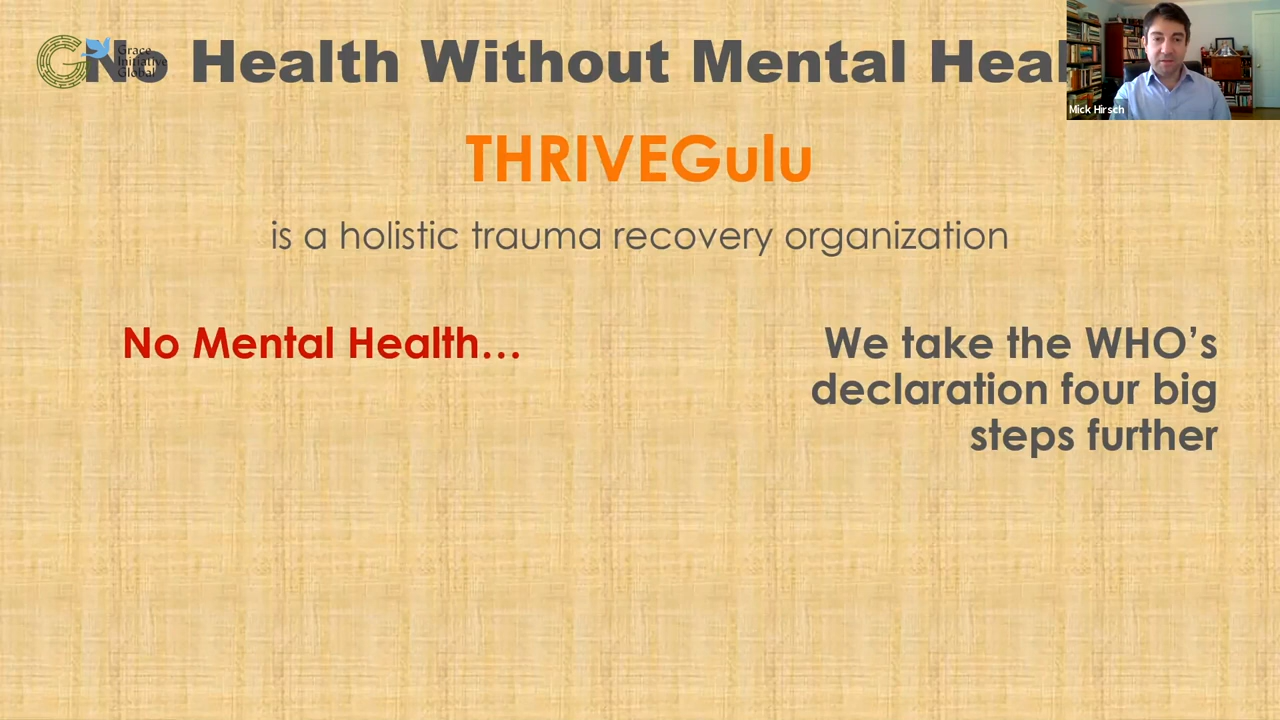 No Health Without Mental Heal
Grace
Initiative
Global
Mick Hirsch
THRIVEGulu
is a holistic trauma recovery organization
No Mental Health…
We take the WHO’s
declaration four big
steps further